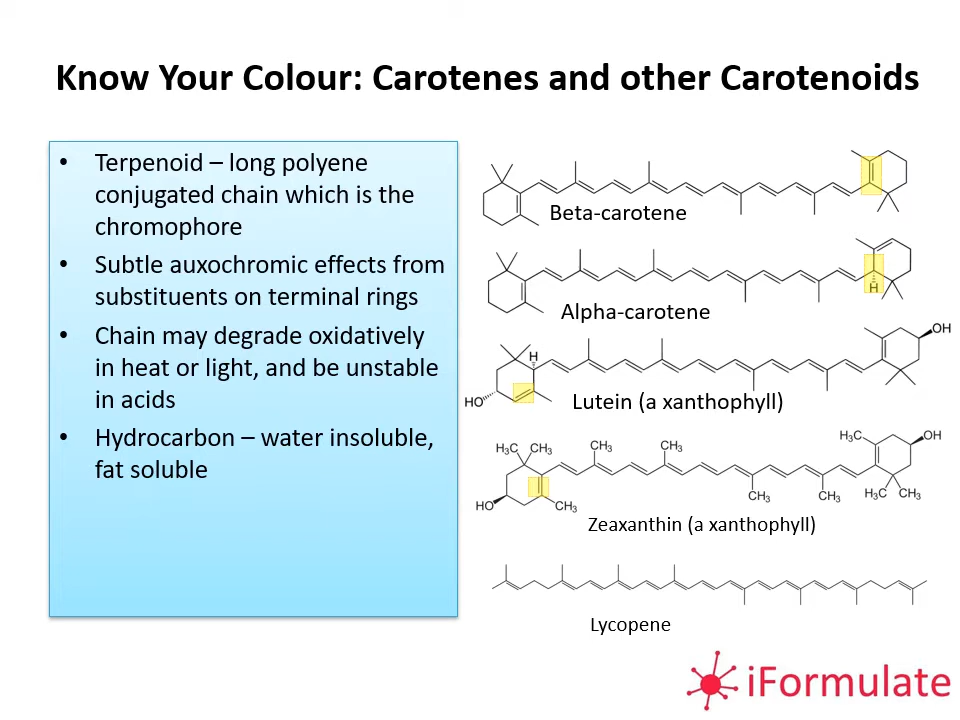 Know Your Colour: Carotenes and other Carotenoids
• Terpenoid – long polyene
conjugated chain which is the
chromophore
• Subtle auxochromic effects from
substituents on terminal rings
• Chain may degrade oxidatively
in heat or light, and be unstable
in acids
• Hydrocarbon – water insoluble,
fat soluble
Beta-carotene
H
Alpha-carotene
OH
H
HO
Lutein (a xanthophyll)
H₃C CH₃ CH₃ CH₃ H₃C OH
HO CH₃ CH₃ CH₃ H₃C CH₃
Zeaxanthin (a xanthophyll)
Lycopene
iFormulate